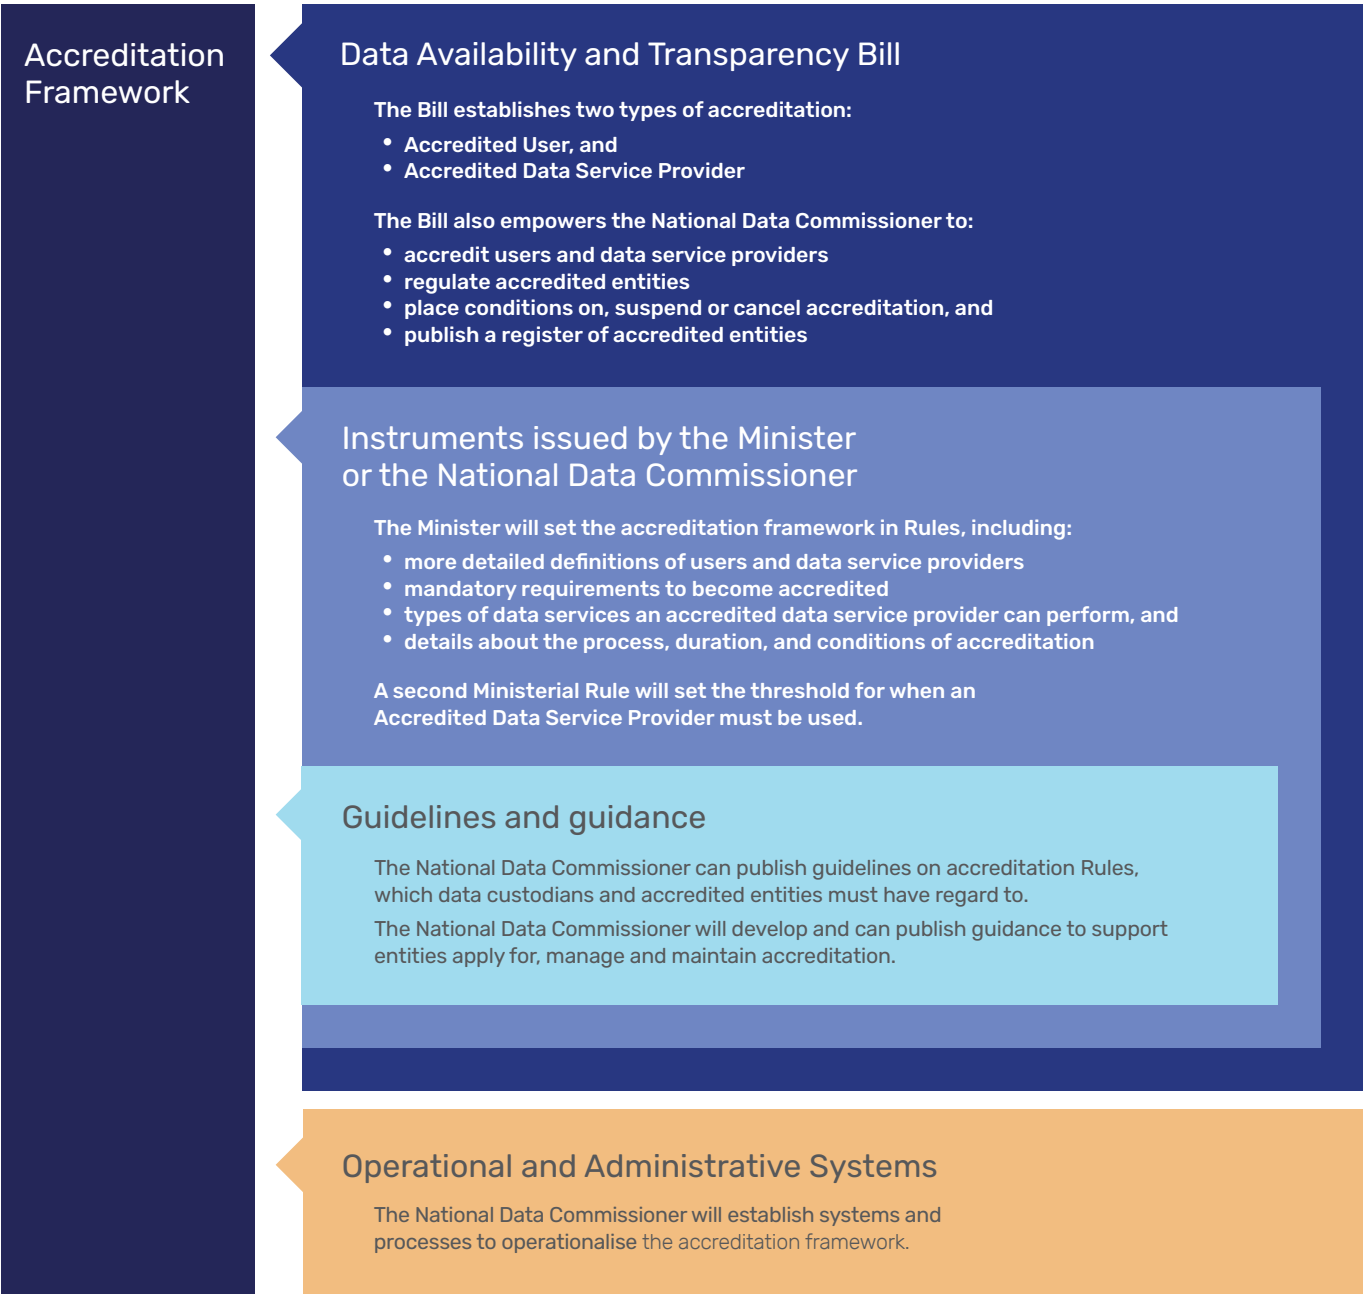 Accreditation
Framework
Data Availability and Transparency Bill
The Bill establishes two types of accreditation:
• Accredited User, and
• Accredited Data Service Provider
The Bill also empowers the National Data Commissioner to:
• accredit users and data service providers
• regulate accredited entities
• place conditions on, suspend or cancel accreditation, and
• publish a register of accredited entities
Instruments issued by the Minister
or the National Data Commissioner
The Minister will set the accreditation framework in Rules, including:
• more detailed definitions of users and data service providers
• mandatory requirements to become accredited
• types of data services an accredited data service provider can perform, and
• details about the process, duration, and conditions of accreditation
A second Ministerial Rule will set the threshold for when an
Accredited Data Service Provider must be used.
Guidelines and guidance
The National Data Commissioner can publish guidelines on accreditation Rules,
which data custodians and accredited entities must have regard to.
The National Data Commissioner will develop and can publish guidance to support
entities apply for, manage and maintain accreditation.
Operational and Administrative Systems
The National Data Commissioner will establish systems and
processes to operationalise the accreditation framework.